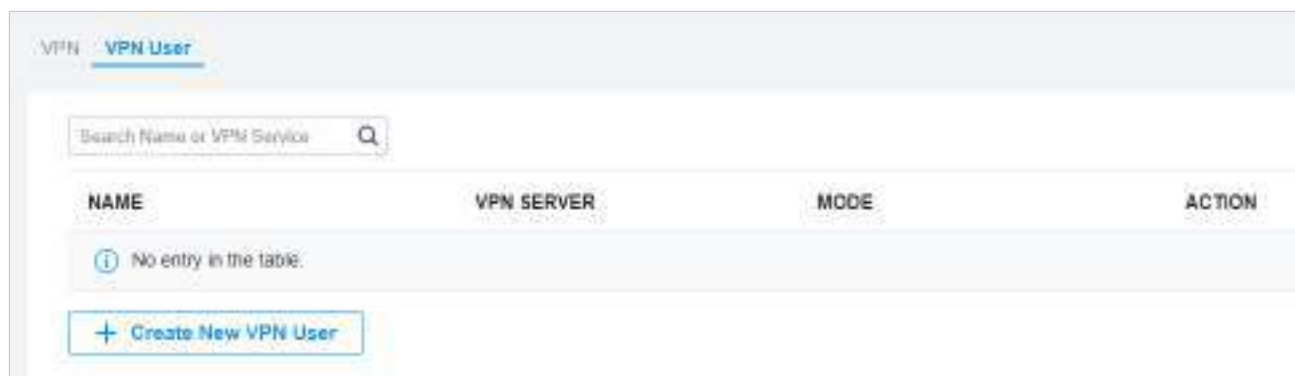 VPN VPN User
Search Name or VPN Service
NAME VPN SERVER MODE ACTION
No entry in the table.
+ Create New VPN User